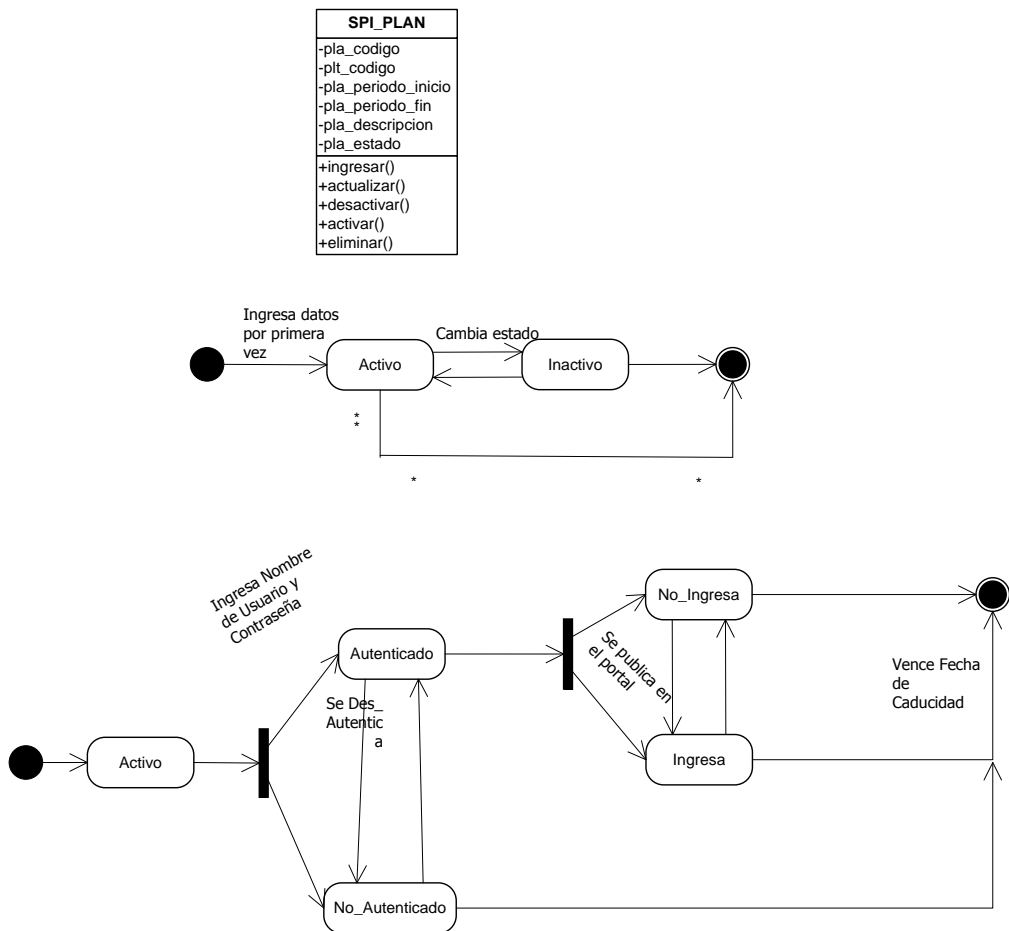 SPI_PLAN
-pla_codigo
-plt_codigo
-pla_periodo_inicio
-pla_periodo_fin
-pla_descripcion
-pla_estado
+ingresar()
+actualizar()
+desactivar()
+activar()
+eliminar()
Ingresa datos
por primera
vez
Cambia estado
Activo
Inactivo
*
*
*
*
Ingresa Nombre
de Usuario y
Contraseña
No_Ingresa
Autenticado
Se publica en
el portal
Vence Fecha
de
Caducidad
Se Des_
Autentic
a
Activo
Ingresa
No_Autenticado